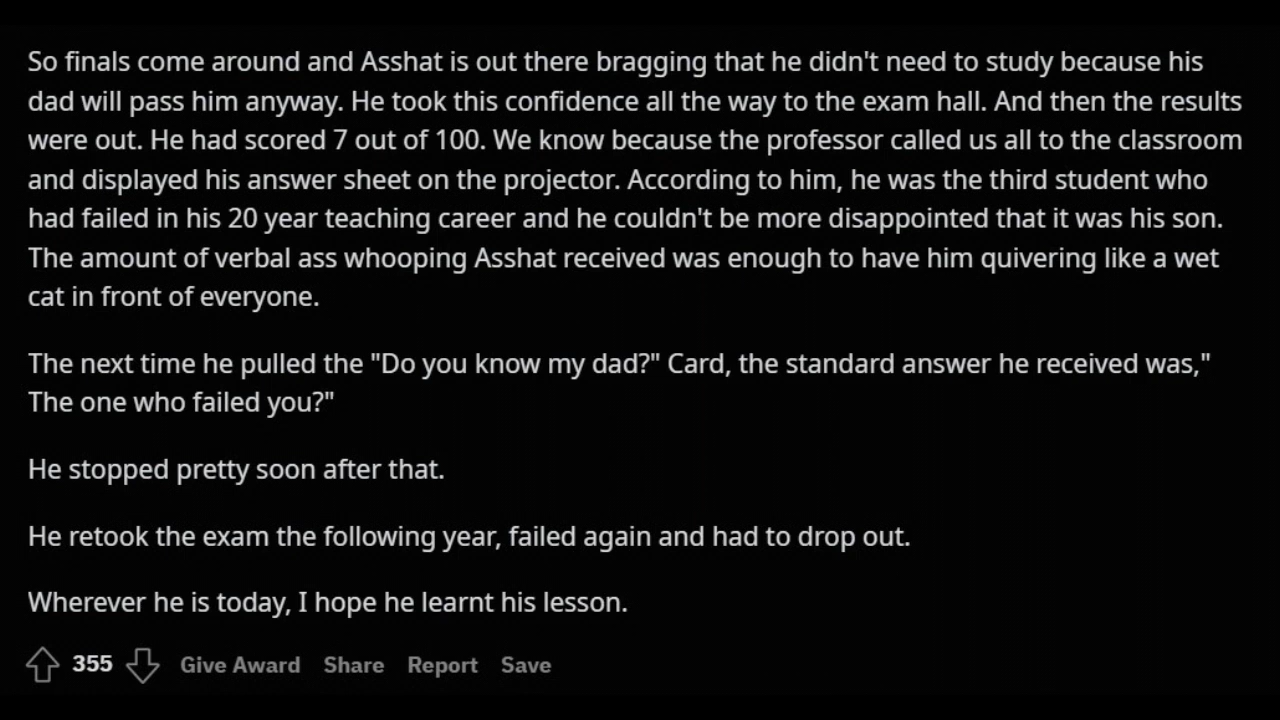 So finals come around and Asshat is out there bragging that he didn't need to study because his
dad will pass him anyway. He took this confidence all the way to the exam hall. And then the results
were out. He had scored 7 out of 100. We know because the professor called us all to the classroom
and displayed his answer sheet on the projector. According to him, he was the third student who
had failed in his 20 year teaching career and he couldn't be more disappointed that it was his son.
The amount of verbal ass whooping Asshat received was enough to have him quivering like a wet
cat in front of everyone.
The next time he pulled the "Do you know my dad?" Card, the standard answer he received was,"
The one who failed you?"
He stopped pretty soon after that.
He retook the exam the following year, failed again and had to drop out.
Wherever he is today, I hope he learnt his lesson.
355 Give Award Share Report Save